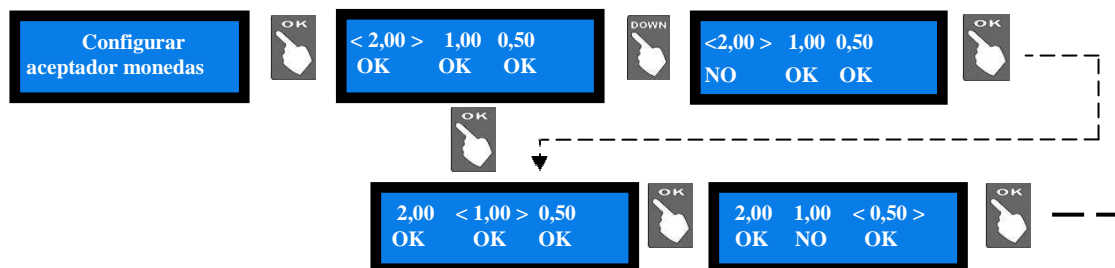 Configurar
aceptador monedas
OK
< 2,00 > 1,00 0,50
OK OK OK
DOWN
<2,00 > 1,00 0,50
NO OK OK
OK
OK
2,00 < 1,00 > 0,50
OK OK OK
OK
2,00 1,00 < 0,50 >
OK NO OK
OK